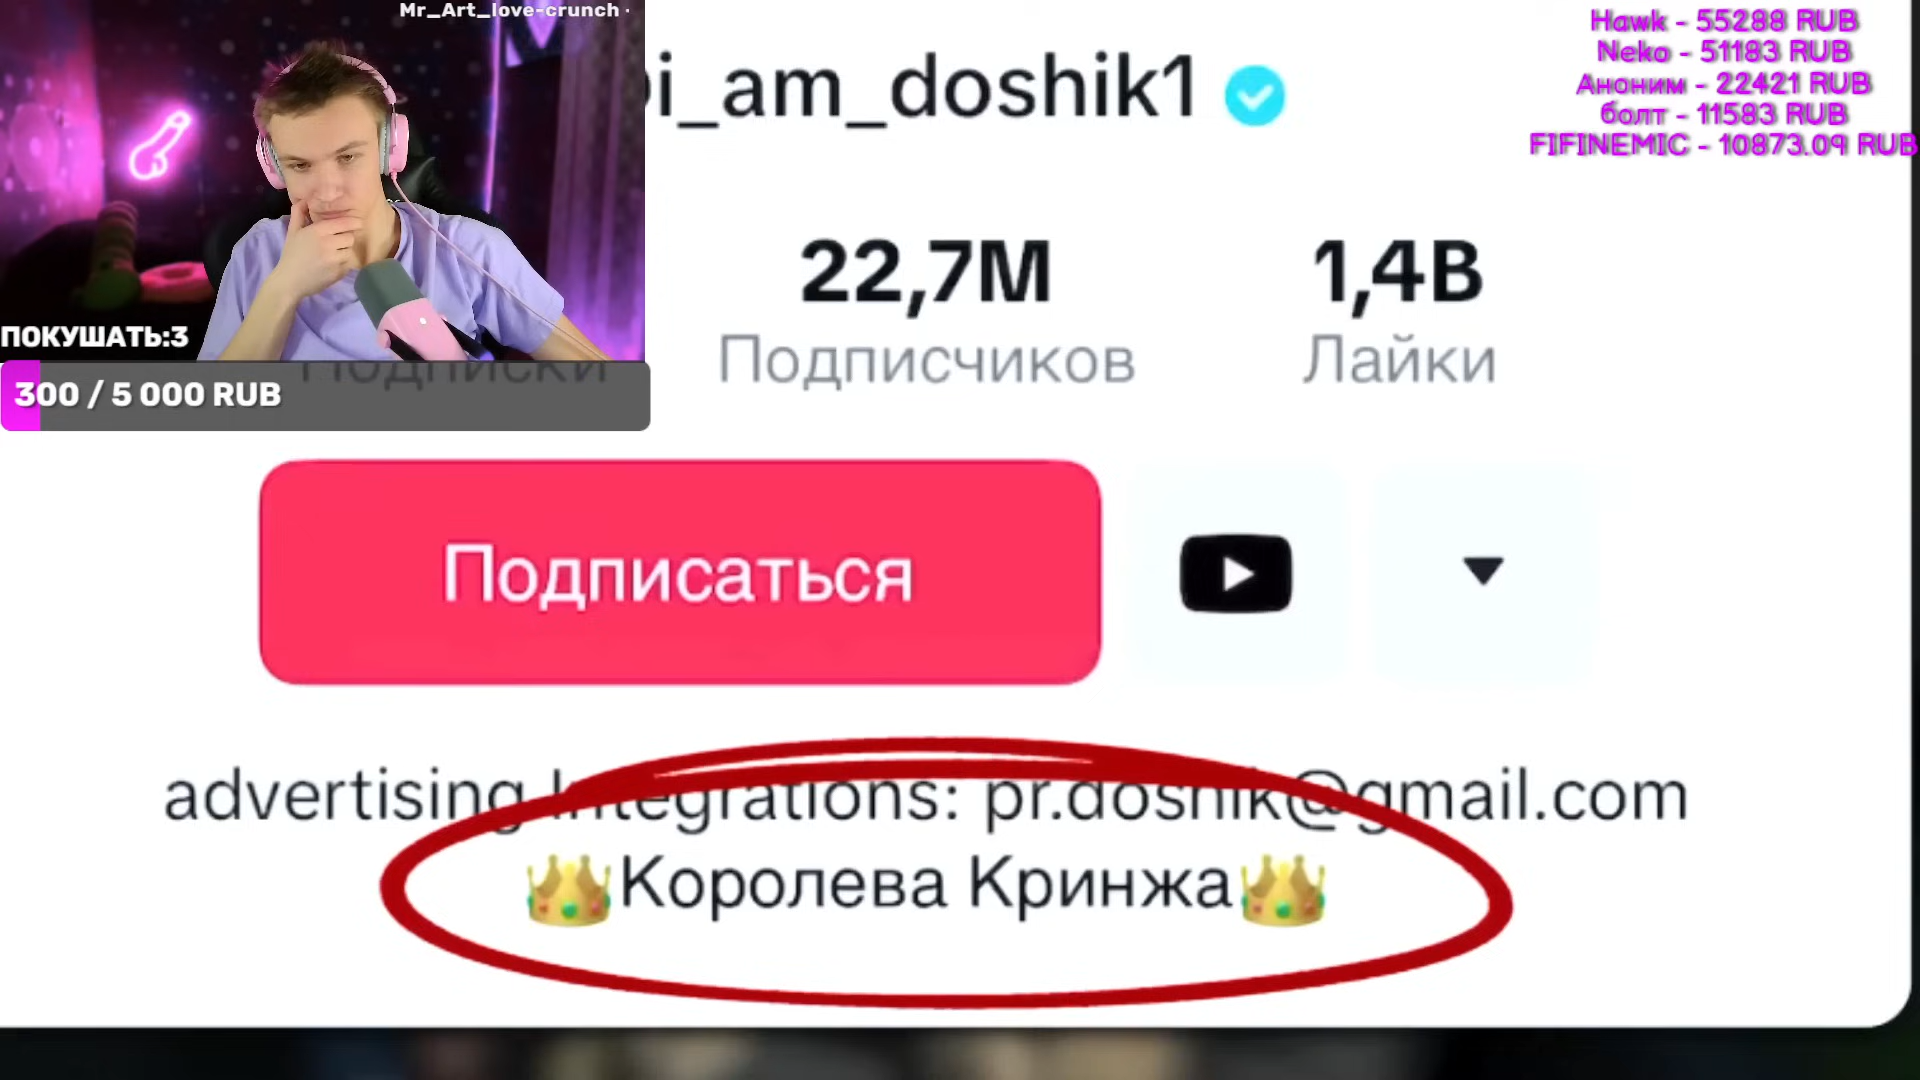 Mr_Art_love-crunch ·
Hawk - 55288 RUB
Neko - 51183 RUB
Аноним - 22421 RUB
болт - 11583 RUB
FIFINEMIC - 10873.09 RUB
i_am_doshik1
22,7M
1,4B
ПОКУШАТЬ:3
Подписки
Подписчиков
Лайки
300 / 5 000 RUB
Подписаться
advertising Integrations: pr.doshik@gmail.com
👑Королева Кринжа👑